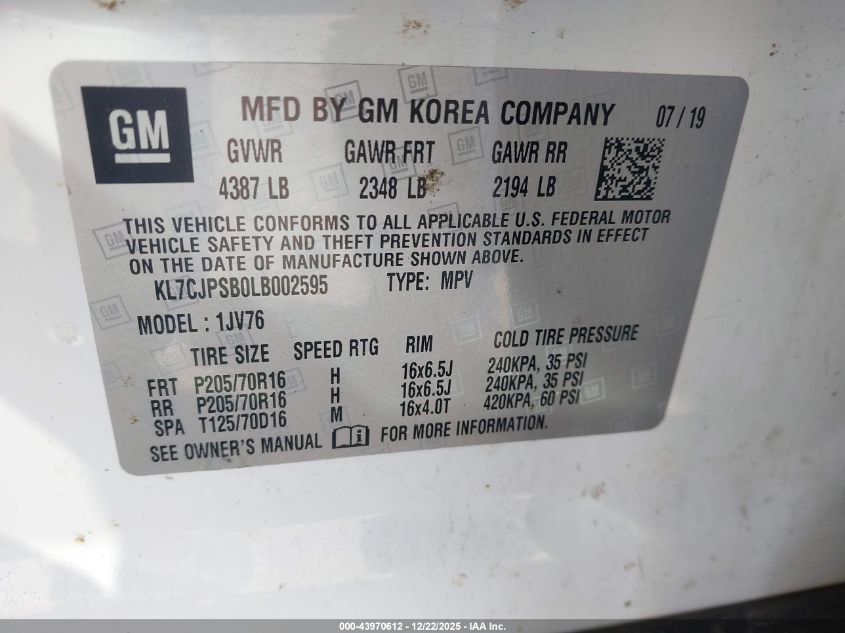 GM
MFD BY GM KOREA COMPANY 07/19
GVWR GAWR FRT GAWR RR
4387 LB 2348 LB 2194 LB
THIS VEHICLE CONFORMS TO ALL APPLICABLE U.S. FEDERAL MOTOR
VEHICLE SAFETY AND THEFT PREVENTION STANDARDS IN EFFECT
ON THE DATE OF MANUFACTURE SHOWN ABOVE.
KL7CJPSB0LB002595 TYPE: MPV
MODEL : 1JV76
TIRE SIZE SPEED RTG RIM COLD TIRE PRESSURE
FRT P205/70R16 H 16x6.5J 240KPA, 35 PSI
RR P205/70R16 H 16x6.5J 240KPA, 35 PSI
SPA T125/70D16 M 16x4.0T 420KPA, 60 PSI
SEE OWNER'S MANUAL FOR MORE INFORMATION.
000-43970612 - 12/22/2025 - IAA Inc.